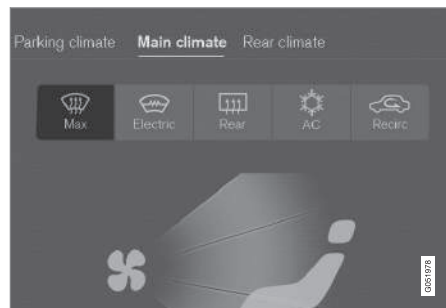 Parking climate Main climate Rear climate
Max Electric Rear AC Recirc
G051978